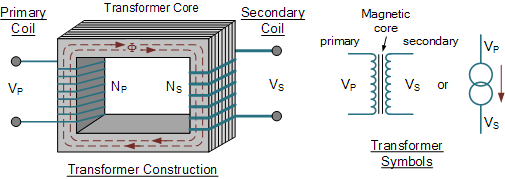 Primary
Coil
Transformer Core
Secondary
Coil
Φ
VP
NP
NS
VS
Transformer Construction
Magnetic
core
primary
secondary
VP
VS
or
VP
VS
Transformer
Symbols